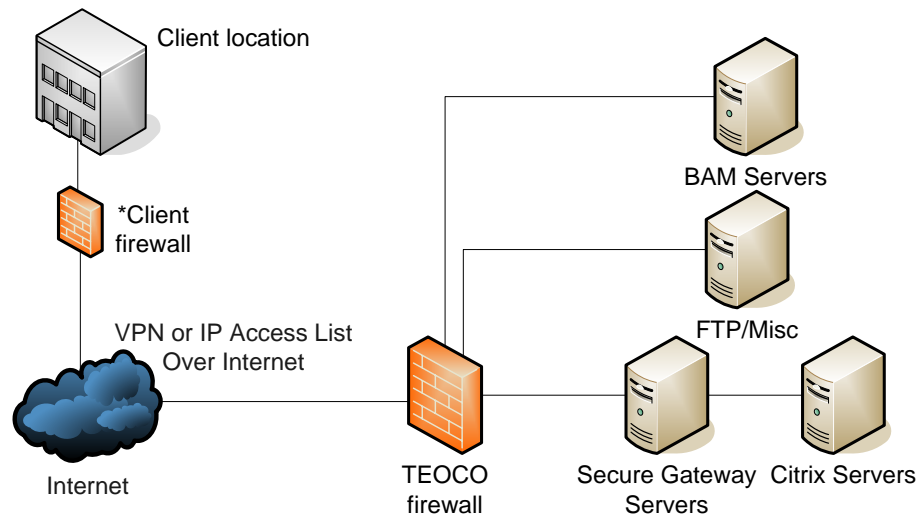 Client location
*Client
firewall
VPN or IP Access List
Over Internet
Internet
TEOCO
firewall
BAM Servers
FTP/Misc
Secure Gateway
Servers
Citrix Servers